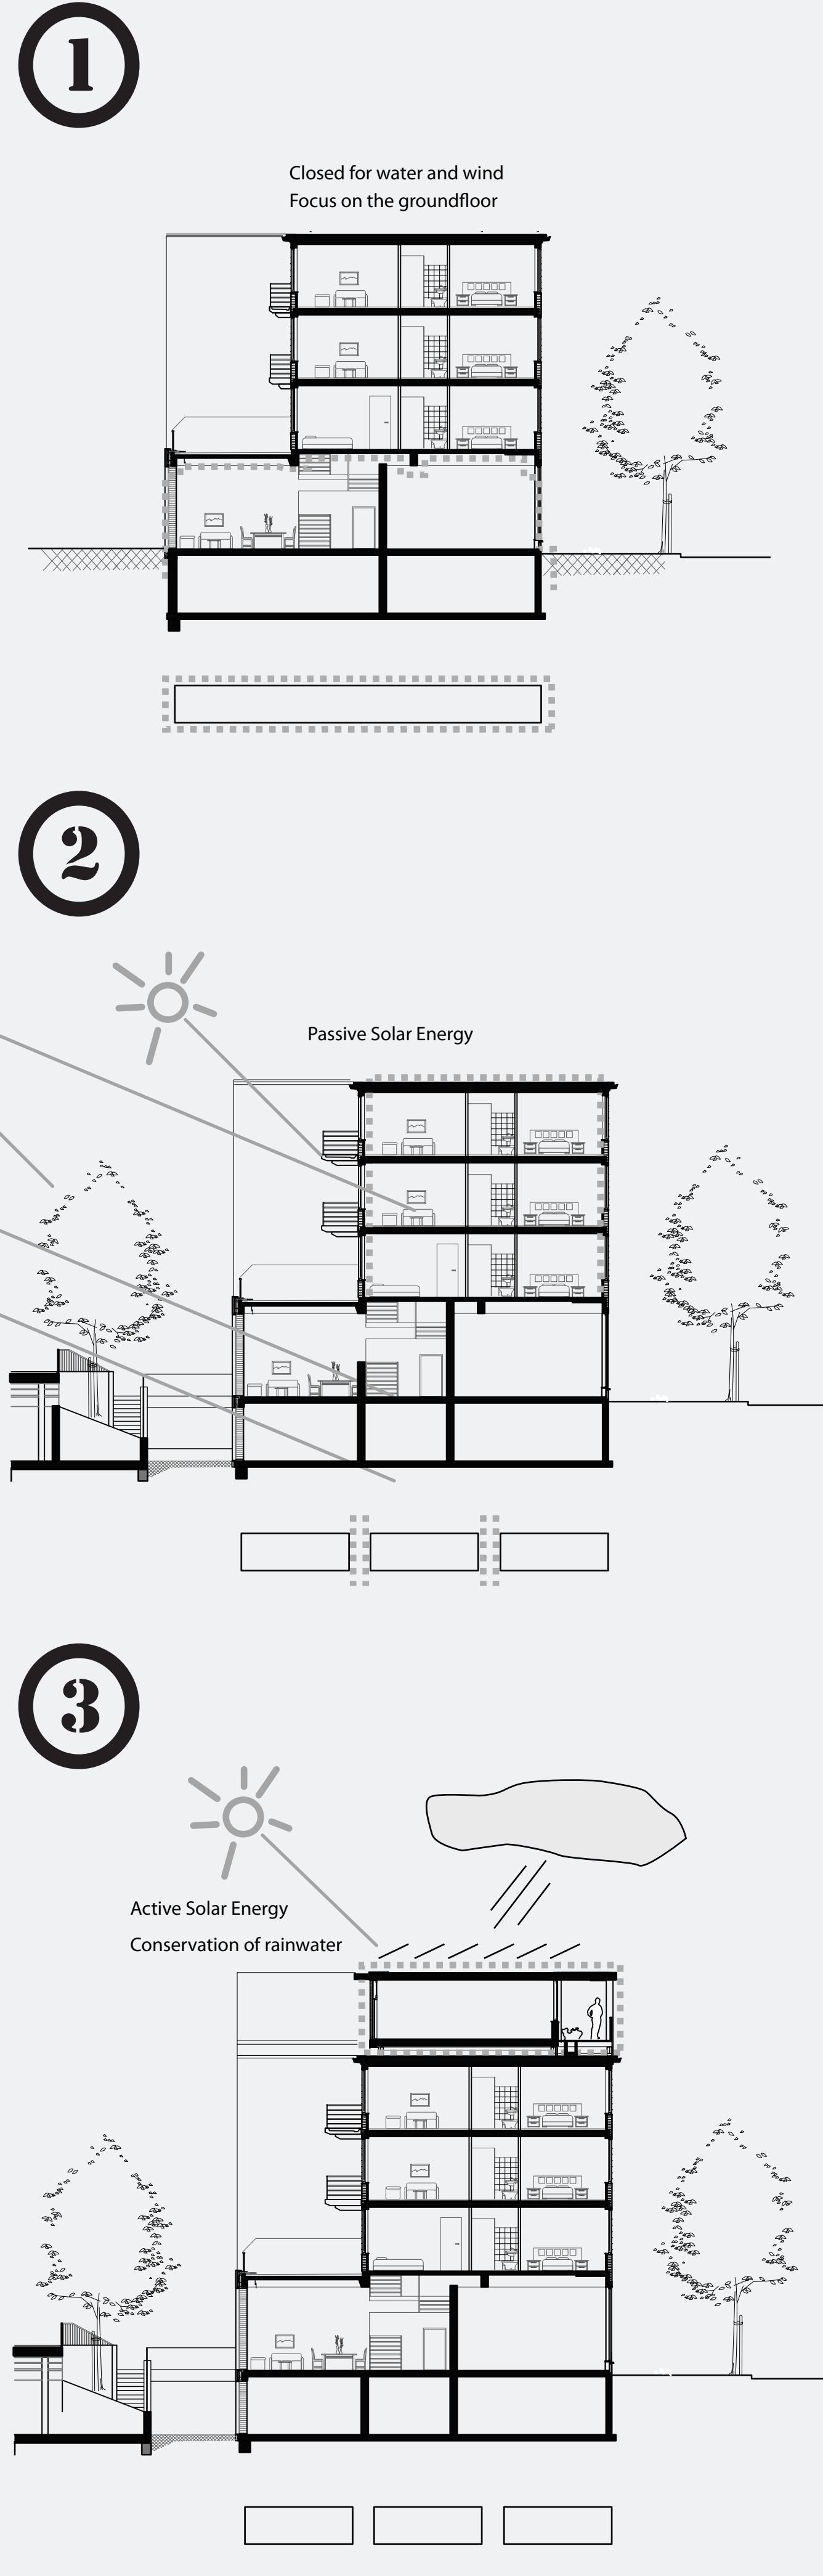 1
Closed for water and wind
Focus on the groundfloor
2
Passive Solar Energy
3
Active Solar Energy
Conservation of rainwater